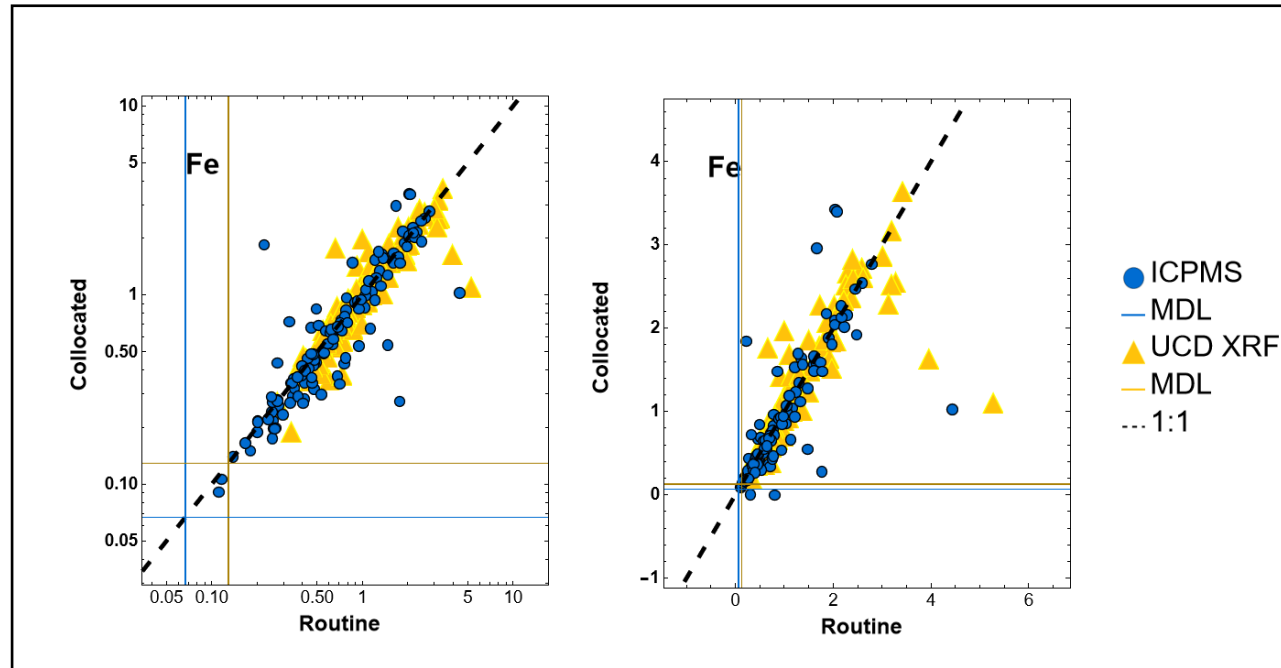 Fe
10
5
1
0.50
0.10
0.05
Collocated
0.05 0.10 0.50 1 5 10
Routine
Fe
4
3
2
1
0
−1
Collocated
0 2 4 6
Routine
ICPMS
MDL
UCD XRF
MDL
1:1